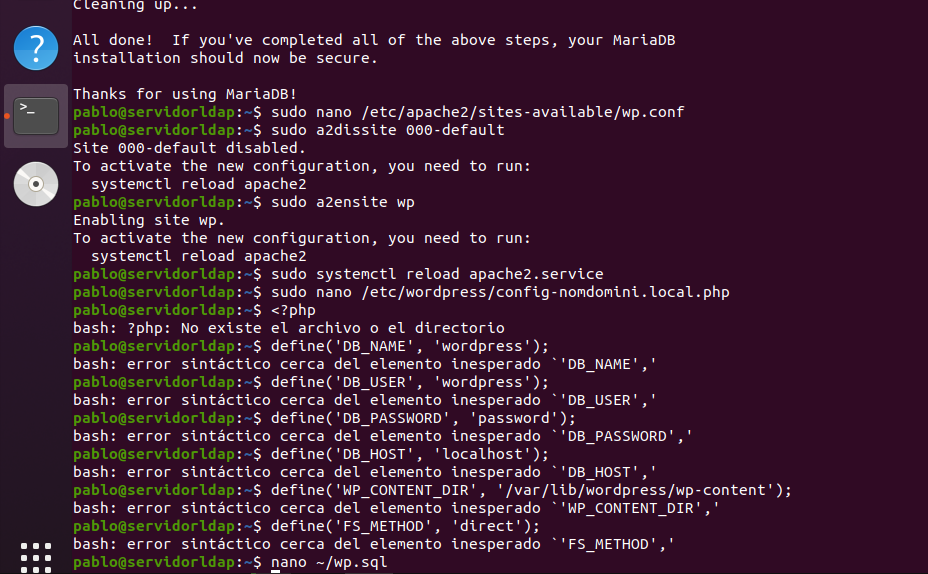 Cleaning up...
All done!  If you've completed all of the above steps, your MariaDB
installation should now be secure.
Thanks for using MariaDB!
pablo@servidorldap:~$ sudo nano /etc/apache2/sites-available/wp.conf
pablo@servidorldap:~$ sudo a2dissite 000-default
Site 000-default disabled.
To activate the new configuration, you need to run:
  systemctl reload apache2
pablo@servidorldap:~$ sudo a2ensite wp
Enabling site wp.
To activate the new configuration, you need to run:
  systemctl reload apache2
pablo@servidorldap:~$ sudo systemctl reload apache2.service
pablo@servidorldap:~$ sudo nano /etc/wordpress/config-nomdomini.local.php
pablo@servidorldap:~$ <?php
bash: ?php: No existe el archivo o el directorio
pablo@servidorldap:~$ define('DB_NAME', 'wordpress');
bash: error sintáctico cerca del elemento inesperado `'DB_NAME','
pablo@servidorldap:~$ define('DB_USER', 'wordpress');
bash: error sintáctico cerca del elemento inesperado `'DB_USER','
pablo@servidorldap:~$ define('DB_PASSWORD', 'password');
bash: error sintáctico cerca del elemento inesperado `'DB_PASSWORD','
pablo@servidorldap:~$ define('DB_HOST', 'localhost');
bash: error sintáctico cerca del elemento inesperado `'DB_HOST','
pablo@servidorldap:~$ define('WP_CONTENT_DIR', '/var/lib/wordpress/wp-content');
bash: error sintáctico cerca del elemento inesperado `'WP_CONTENT_DIR','
pablo@servidorldap:~$ define('FS_METHOD', 'direct');
bash: error sintáctico cerca del elemento inesperado `'FS_METHOD','
pablo@servidorldap:~$ nano ~/wp.sql